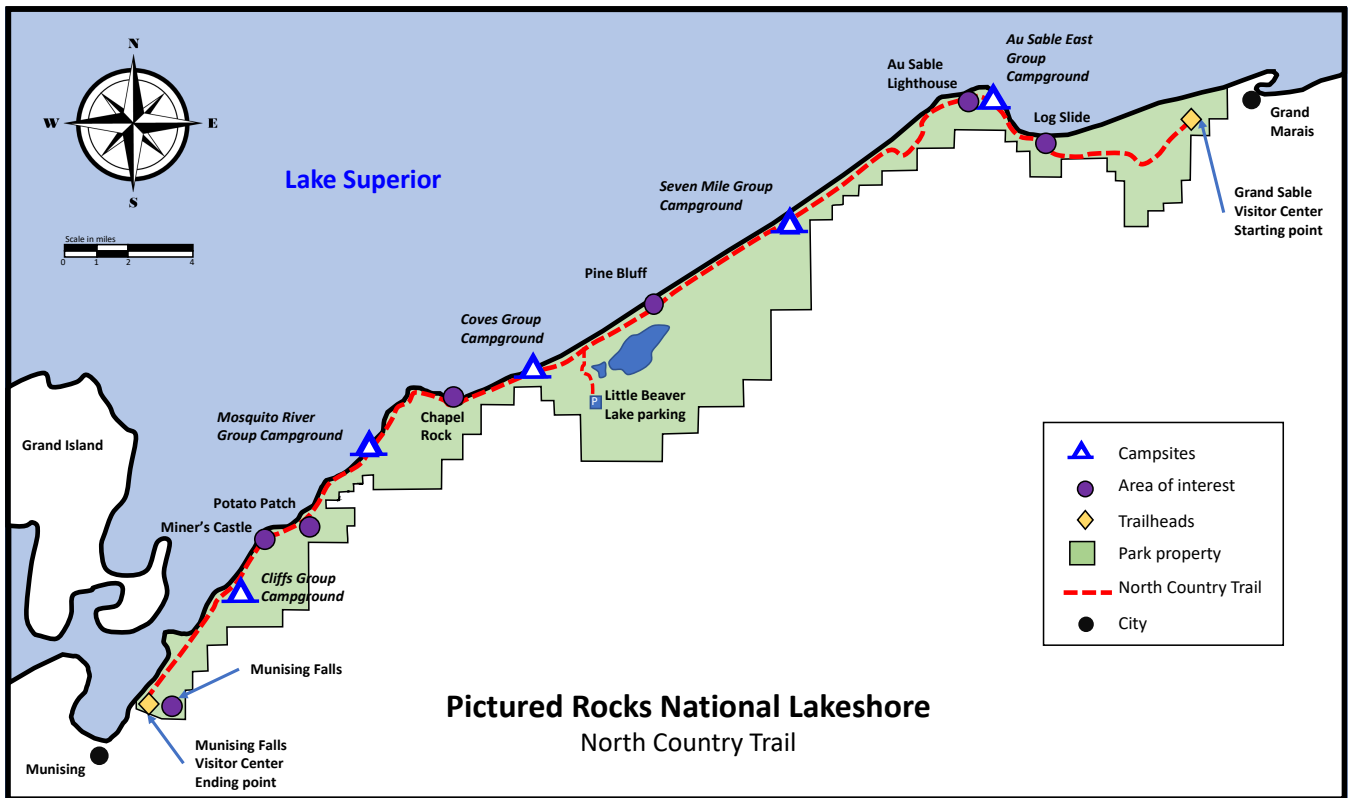 N
W
E
S
Lake Superior
Scale in miles
0 1 2 4
Au Sable East
Group
Campground
Au Sable
Lighthouse
Log Slide
Grand
Marais
Grand Sable
Visitor Center
Starting point
Seven Mile Group
Campground
Pine Bluff
Coves Group
Campground
P
Little Beaver
Lake parking
Chapel
Rock
Mosquito River
Group Campground
Grand Island
Potato Patch
Miner’s Castle
Cliffs Group
Campground
Munising Falls
Munising Falls
Visitor Center
Ending point
Munising
Campsites
Area of interest
Trailheads
Park property
North Country Trail
City
Pictured Rocks National Lakeshore
North Country Trail